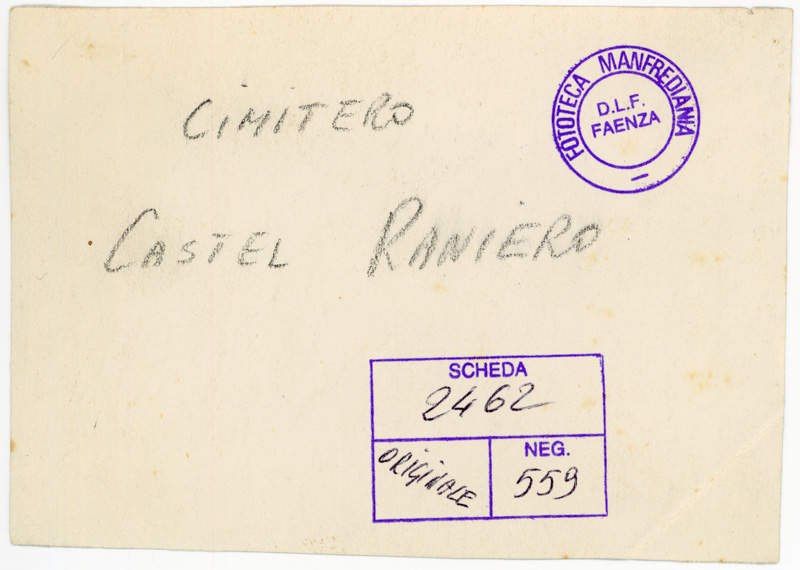 FOTOTECA MANFREDIANA
D.L.F.
FAENZA
CIMITERO
CASTEL RANIERO
SCHEDA
2462
ORIGINALE
NEG.
559